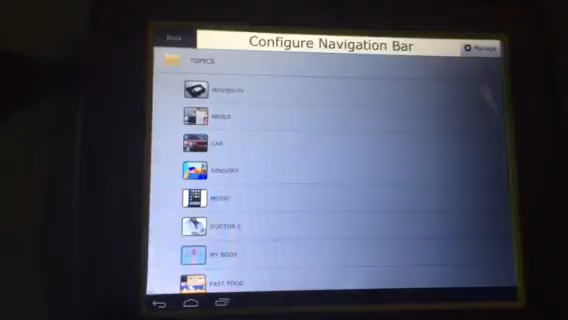 Back
Configure Navigation Bar
Manage
TOPICS
MOVIES-TV
NEEDS
CAR
SENSORY
MUSIC
DOCTOR C
MY BODY
FAST FOOD